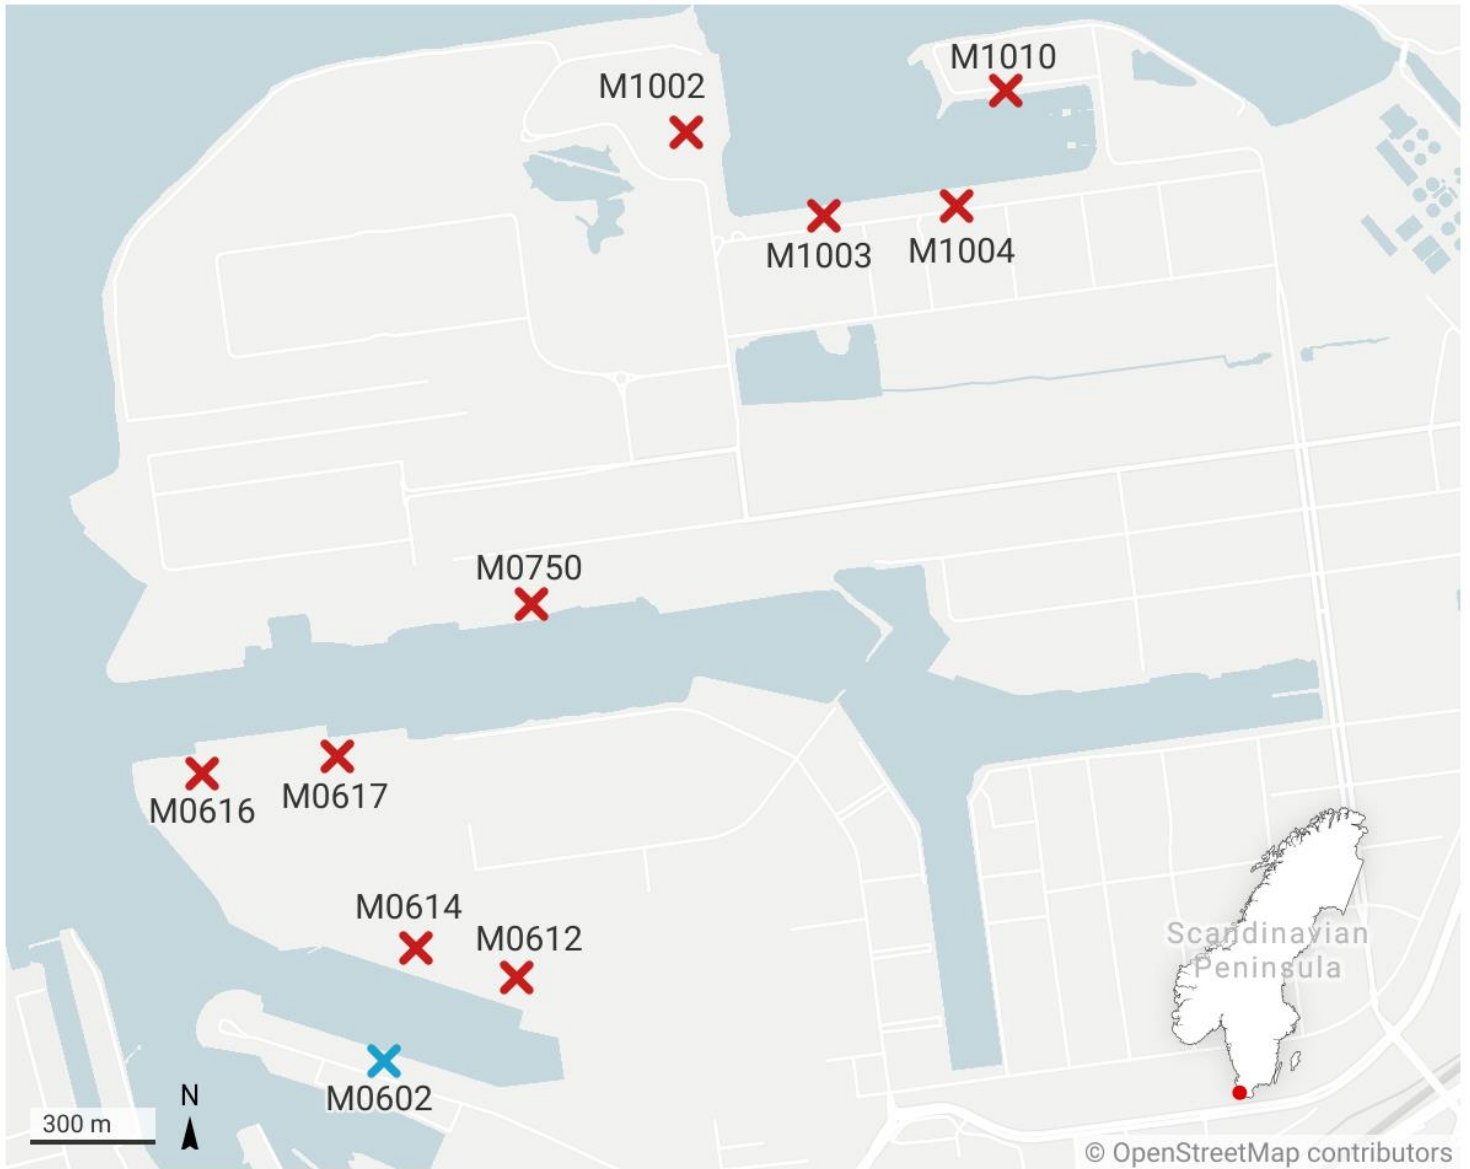 M1010
M1002
M1003
M1004
M0750
M0616
M0617
M0614
M0612
M0602
Scandinavian
Peninsula
N
300 m
© OpenStreetMap contributors